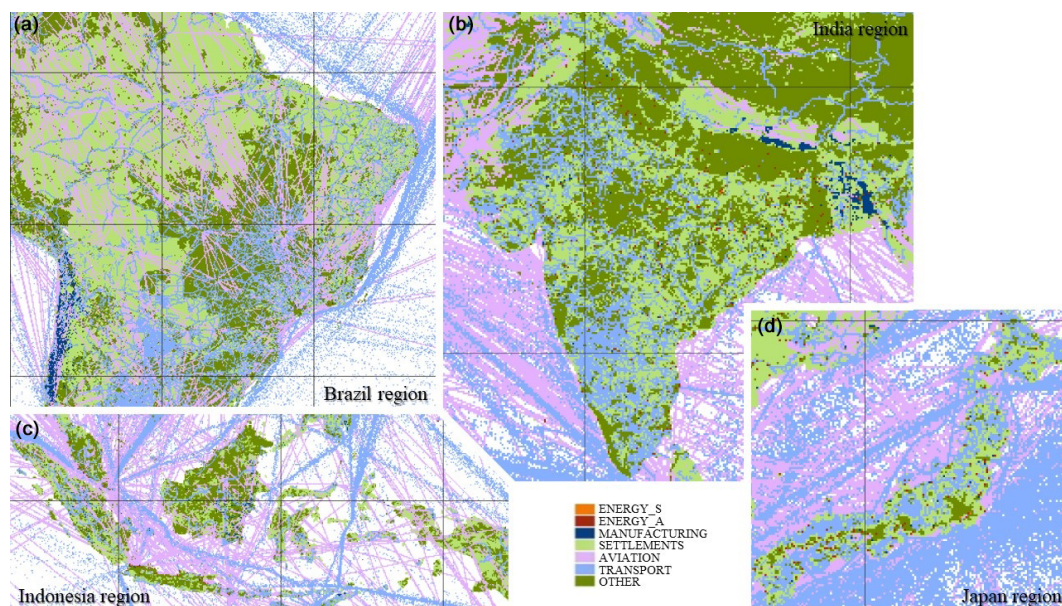 (a)
(b)
India region
Brazil region
(c)
(d)
ENERGY_S
ENERGY_A
MANUFACTURING
SETTLEMENTS
AVIATION
TRANSPORT
OTHER
Indonesia region
Japan region